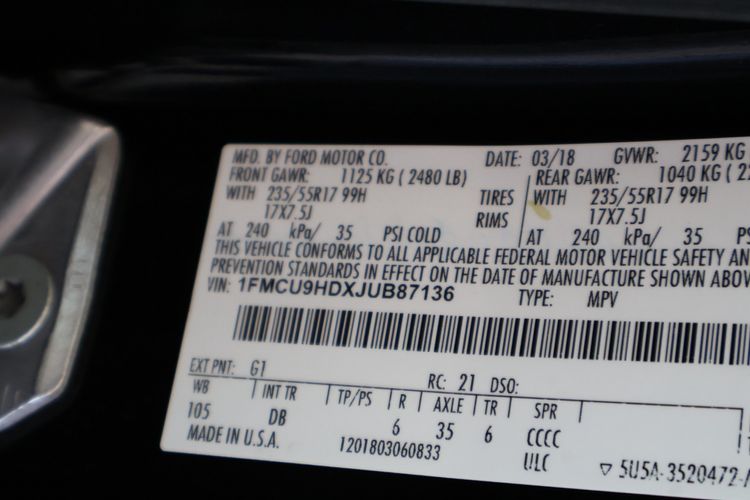 MFD. BY FORD MOTOR CO. DATE: 03/18 GVWR: 2159 KG
FRONT GAWR: 1125 KG ( 2480 LB) REAR GAWR: 1040 KG (
WITH 235/55R17 99H TIRES WITH 235/55R17 99H
17X7.5J RIMS 17X7.5J
AT 240 kPa/ 35 PSI COLD AT 240 kPa/ 35
THIS VEHICLE CONFORMS TO ALL APPLICABLE FEDERAL MOTOR VEHICLE SAFETY
PREVENTION STANDARDS IN EFFECT ON THE DATE OF MANUFACTURE SHOWN
VIN: 1FMCU9HDXJUB87136 TYPE: MPV
EXT PNT: G1 RC: 21 DSO:
WB INT TR TP/PS R AXLE TR SPR
105 DB 6 35 6 CCCC
MADE IN U.S.A. 1201803060833 ULC
5U5A-3520472-